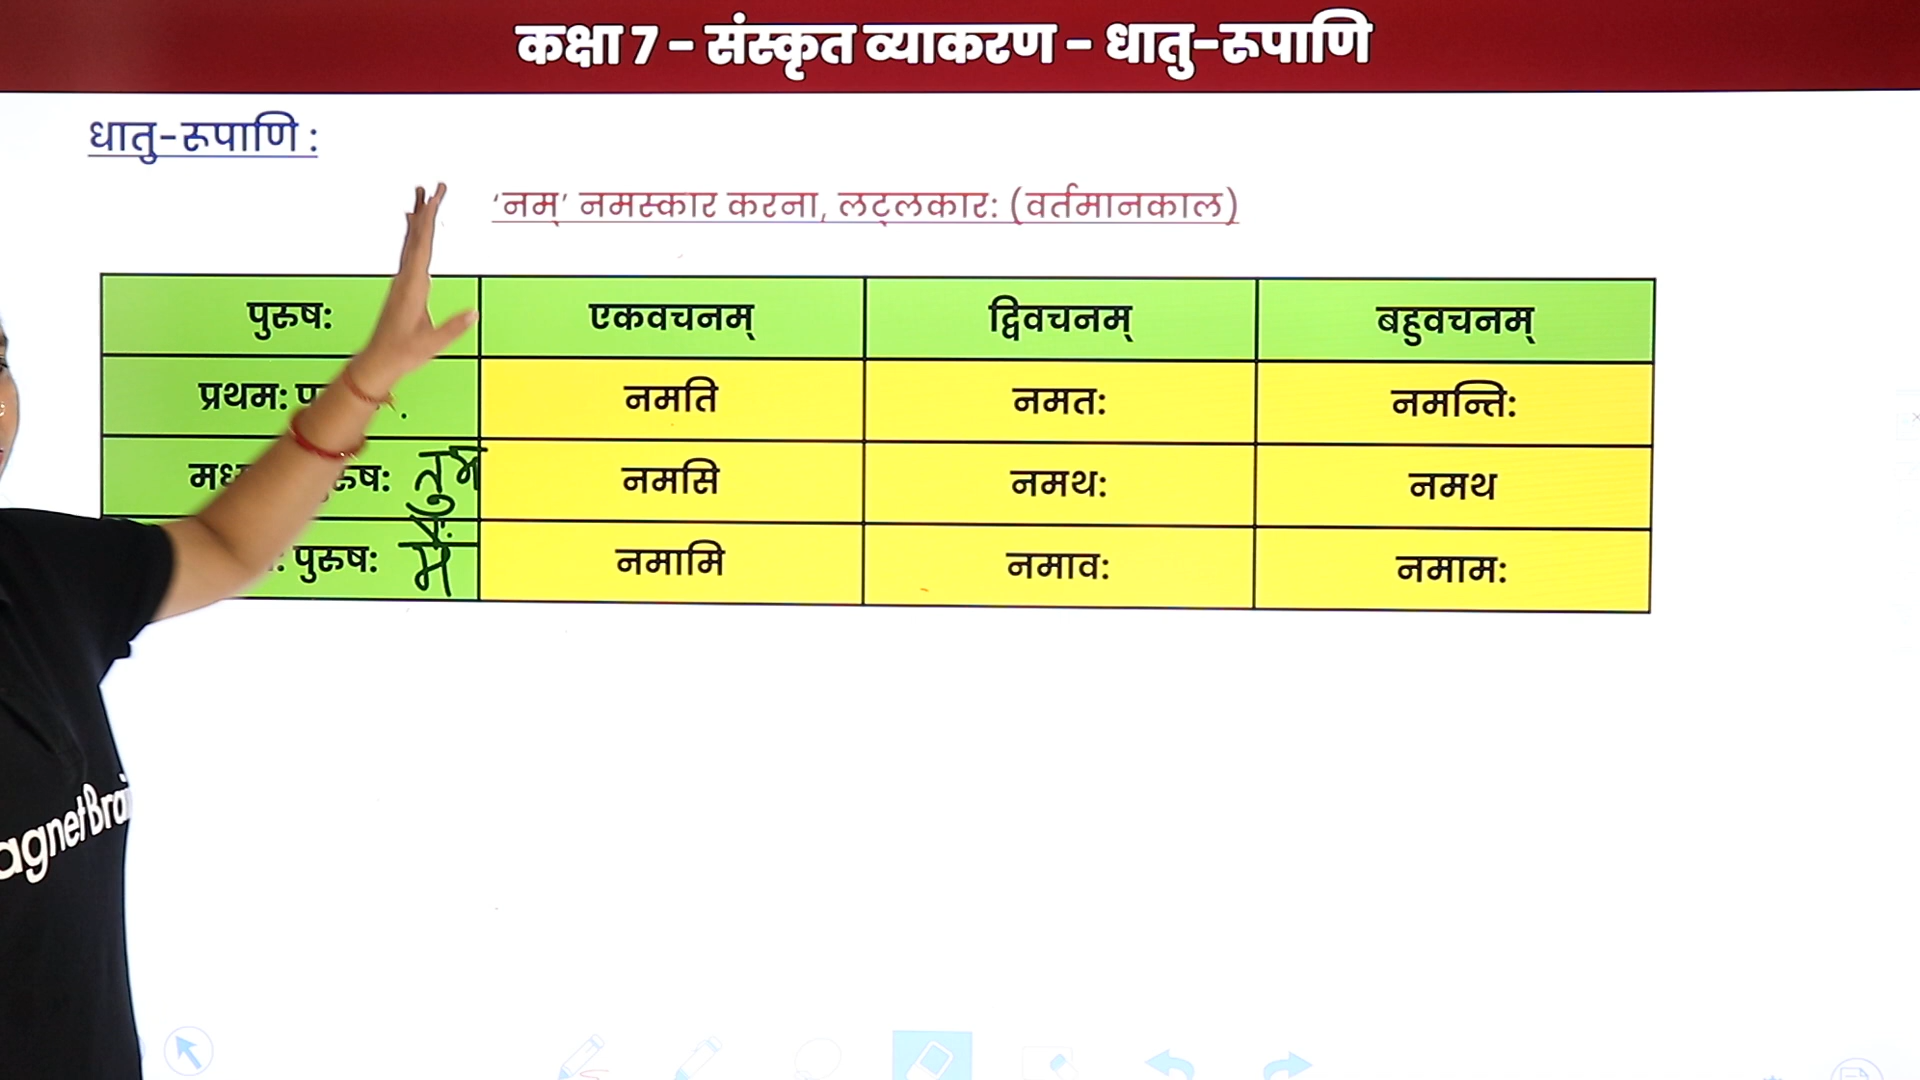 कक्षा 7 - संस्कृत व्याकरण - धातु-रूपाणि
धातु-रूपाणि :
‘नम्’ नमस्कार करना, लट्लकार: (वर्तमानकाल)
पुरुष: एकवचनम् द्विवचनम् बहुवचनम्
प्रथम: नमति नमत: नमन्ति:
तुम नमसि नमथ: नमथ
पुरुष: में नमामि नमाव: नमाम:
agnetBrai